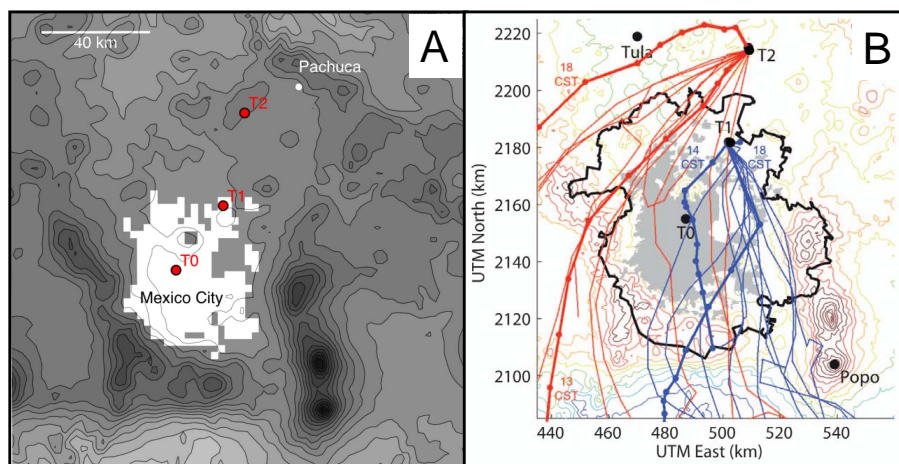 40 km
A
Pachuca
T2
T1
T0
Mexico City
B
2220
2200
2180
2160
2140
2120
2100
UTM North (km)
Tula
T2
18
CST
T1
14
CST
18
CST
T0
13
CST
Popo
440
460
480
500
520
540
UTM East (km)